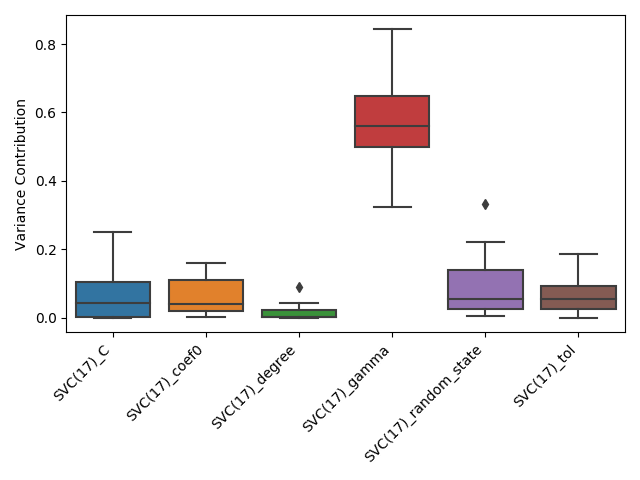 Variance Contribution
0.8
0.6
0.4
0.2
0.0
SVC(17)_C
SVC(17)_coef0
SVC(17)_degree
SVC(17)_gamma
SVC(17)_random_state
SVC(17)_tol